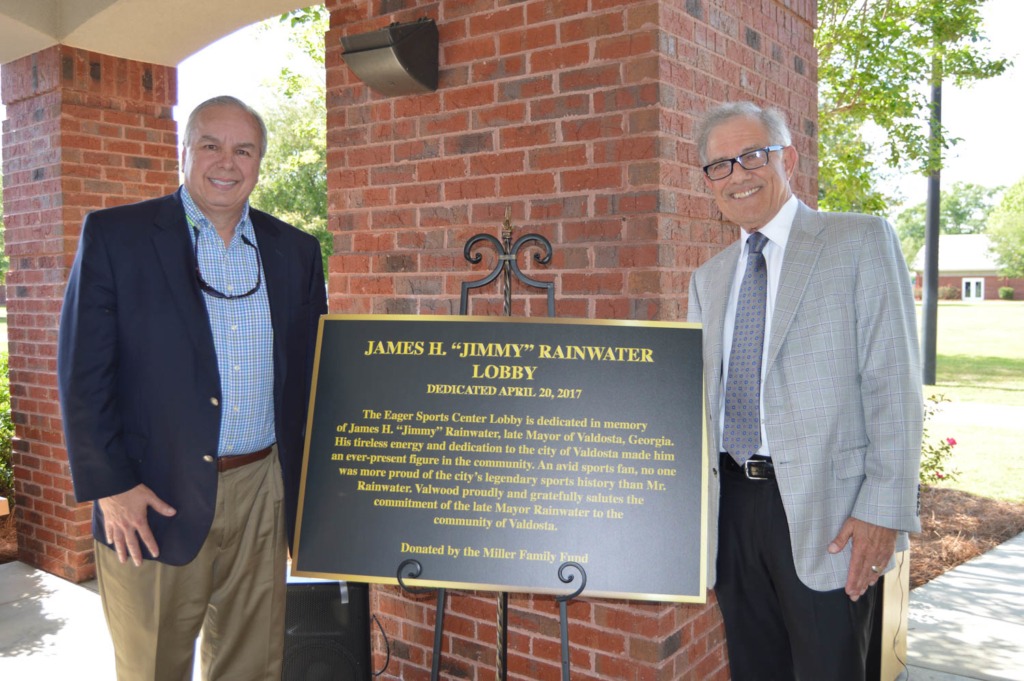 JAMES H. “JIMMY” RAINWATER
LOBBY
DEDICATED APRIL 20, 2017
The Eager Sports Center Lobby is dedicated in memory
of James H. “Jimmy” Rainwater, late Mayor of Valdosta, Georgia.
His tireless energy and dedication to the city of Valdosta made him
an ever-present figure in the community. An avid sports fan, no one
was more proud of the city’s legendary sports history than Mr.
Rainwater. Valwood proudly and gratefully salutes the
commitment of the late Mayor Rainwater to the
community of Valdosta.
Donated by the Miller Family Fund